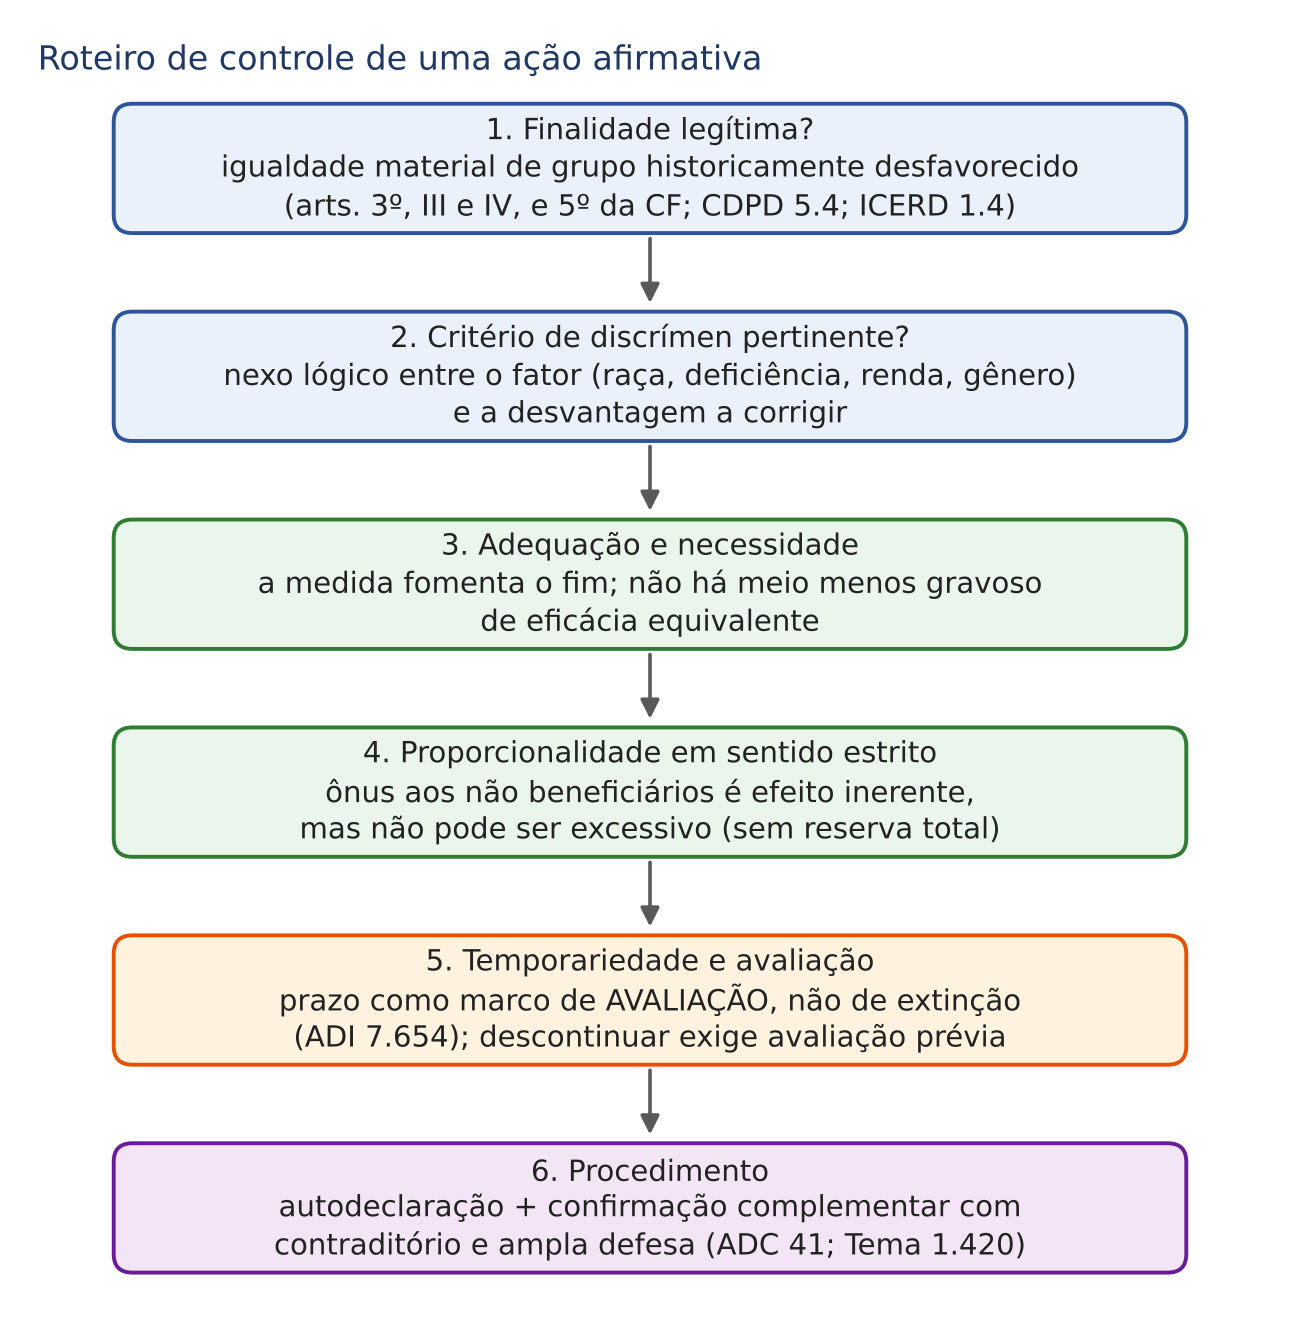 Roteiro de controle de uma ação afirmativa
1. Finalidade legítima?
igualdade material de grupo historicamente desfavorecido
(arts. 3º, III e IV, e 5º da CF; CDPD 5.4; ICERD 1.4)
2. Critério de discrímen pertinente?
nexo lógico entre o fator (raça, deficiência, renda, gênero)
e a desvantagem a corrigir
3. Adequação e necessidade
a medida fomenta o fim; não há meio menos gravoso
de eficácia equivalente
4. Proporcionalidade em sentido estrito
ônus aos não beneficiários é efeito inerente,
mas não pode ser excessivo (sem reserva total)
5. Temporariedade e avaliação
prazo como marco de AVALIAÇÃO, não de extinção
(ADI 7.654); descontinuar exige avaliação prévia
6. Procedimento
autodeclaração + confirmação complementar com
contraditório e ampla defesa (ADC 41; Tema 1.420)